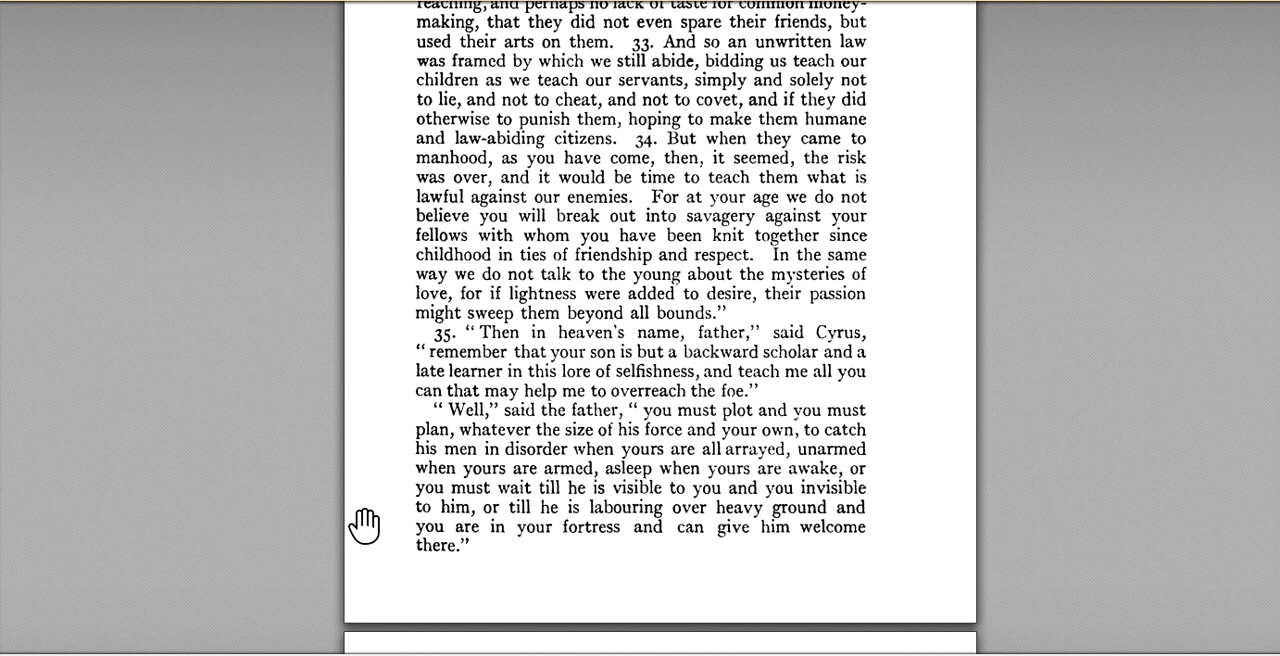 reaching, and perhaps no lack of taste for common money-
making, that they did not even spare their friends, but
used their arts on them. 33. And so an unwritten law
was framed by which we still abide, bidding us teach our
children as we teach our servants, simply and solely not
to lie, and not to cheat, and not to covet, and if they did
otherwise to punish them, hoping to make them humane
and law-abiding citizens. 34. But when they came to
manhood, as you have come, then, it seemed, the risk
was over, and it would be time to teach them what is
lawful against our enemies. For at your age we do not
believe you will break out into savagery against your
fellows with whom you have been knit together since
childhood in ties of friendship and respect. In the same
way we do not talk to the young about the mysteries of
love, for if lightness were added to desire, their passion
might sweep them beyond all bounds.”
35. “ Then in heaven's name, father,” said Cyrus,
“ remember that your son is but a backward scholar and a
late learner in this lore of selfishness, and teach me all you
can that may help me to overreach the foe.”
“ Well,” said the father, “ you must plot and you must
plan, whatever the size of his force and your own, to catch
his men in disorder when yours are all arrayed, unarmed
when yours are armed, asleep when yours are awake, or
you must wait till he is visible to you and you invisible
to him, or till he is labouring over heavy ground and
you are in your fortress and can give him welcome
there.”